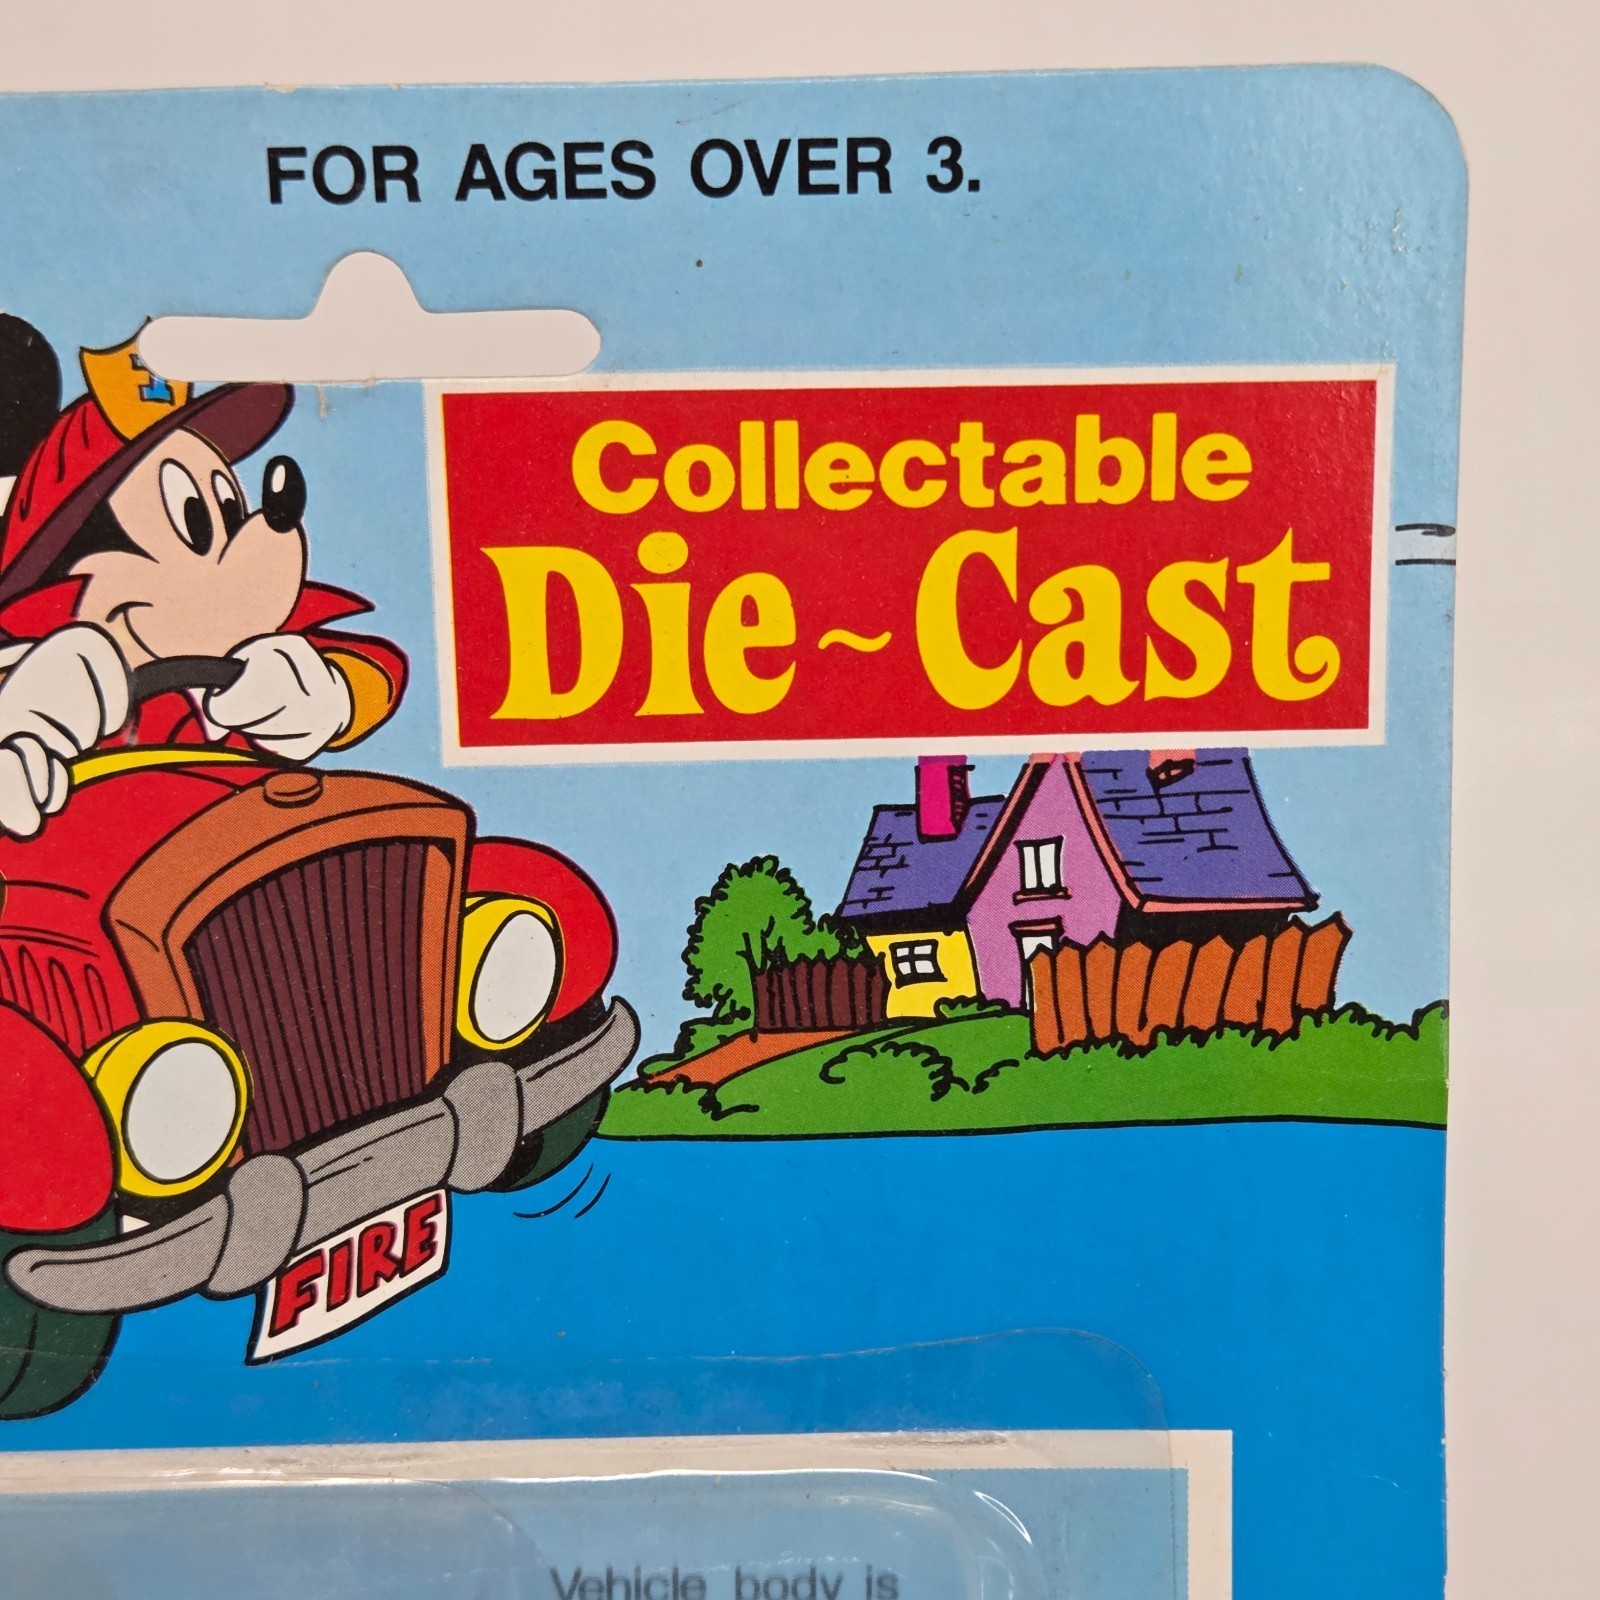 FOR AGES OVER 3.
Collectable
Die~Cast
FIRE
Vehicle body is